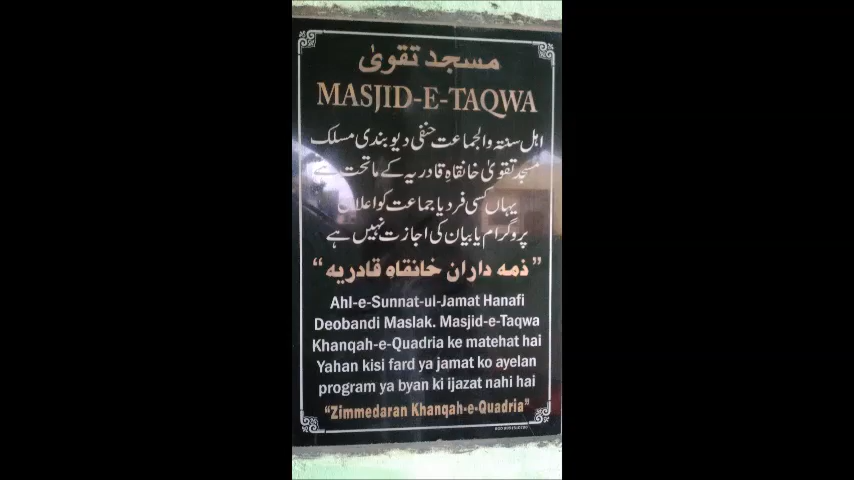 مسجد تقویٰ
MASJID-E-TAQWA
اہل سنتہ والجماعت حنفی دیوبندی مسلک
مسجد تقویٰ خانقاہِ قادریہ کے ماتحت ہے
یہاں کسی فرد یا جماعت کو اعلان
پروگرام یا بیان کی اجازت نہیں ہے
”ذمہ داران خانقاہِ قادریہ“
Ahl-e-Sunnat-ul-Jamat Hanafi
Deobandi Maslak. Masjid-e-Taqwa
Khanqah-e-Quadria ke matehat hai
Yahan kisi fard ya jamat ko ayelan
program ya byan ki ijazat nahi hai
“Zimmedaran Khanqah-e-Quadria”